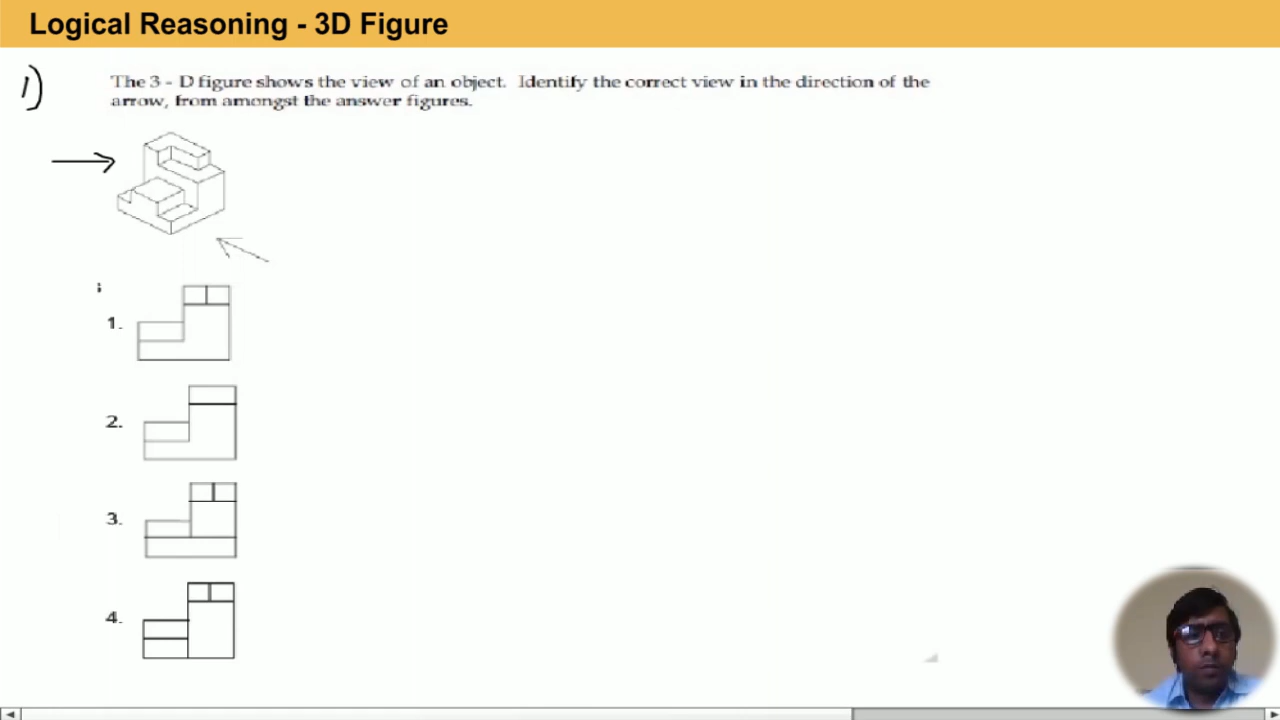 Logical Reasoning - 3D Figure
1)
The 3 - D figure shows the view of an object. Identify the correct view in the direction of the
arrow, from amongst the answer figures.
1.
2.
3.
4.